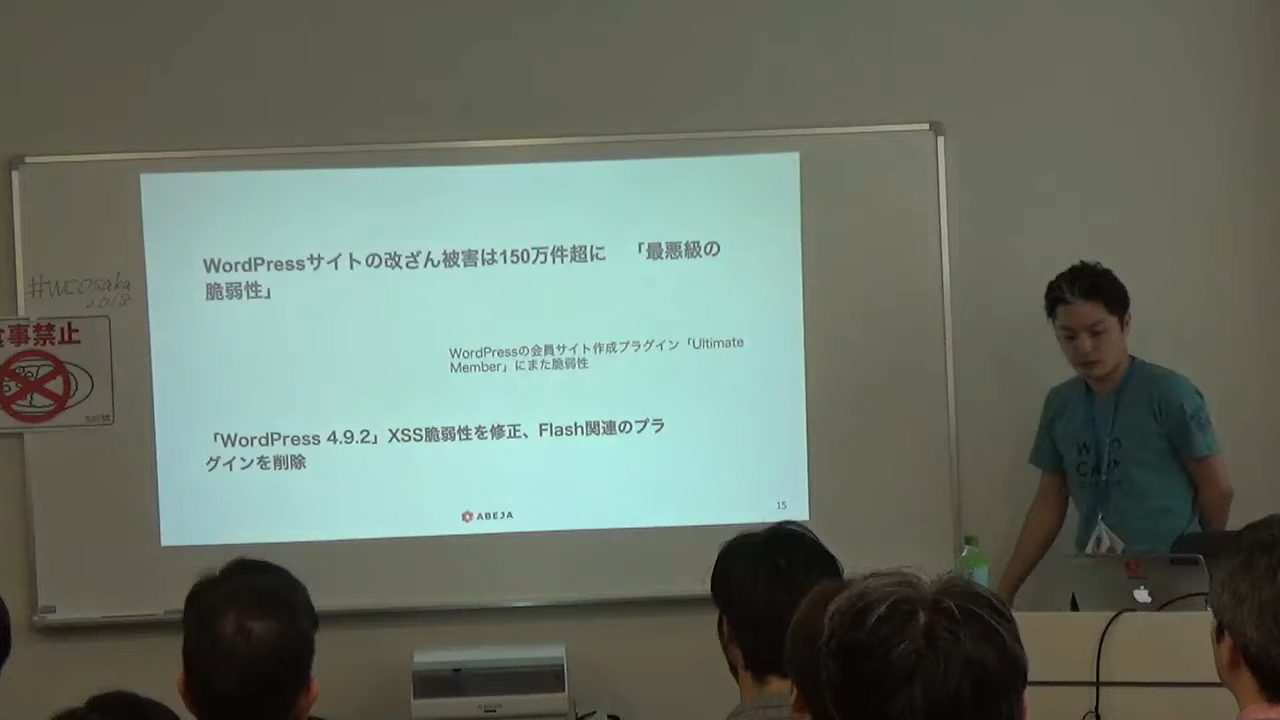 WordPressサイトの改ざん被害は150万件超に 「最悪級の
脆弱性」
WordPressの会員サイト作成プラグイン「Ultimate
Member」にまた脆弱性
「WordPress 4.9.2」XSS脆弱性を修正、Flash関連のプラ
グインを削除
ABEJA
15
#WCOsaka
2018
食事禁止